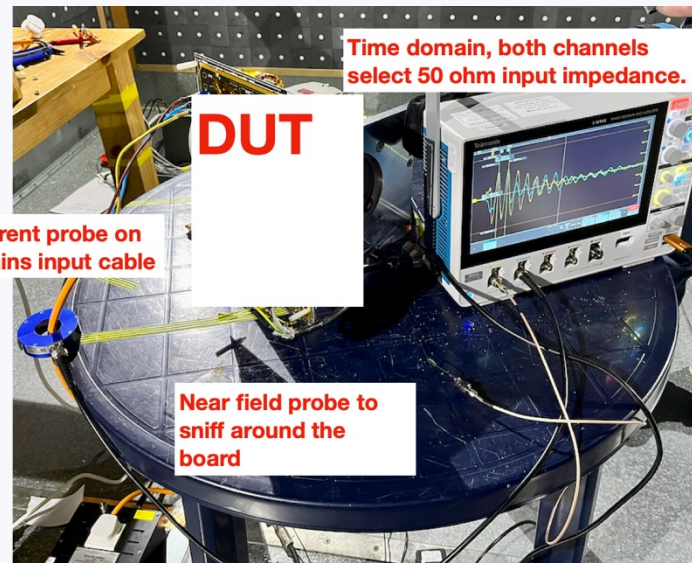 Time domain, both channels
select 50 ohm input impedance.
DUT
rent probe on
ins input cable
Near field probe to
sniff around the
board
Tektronix